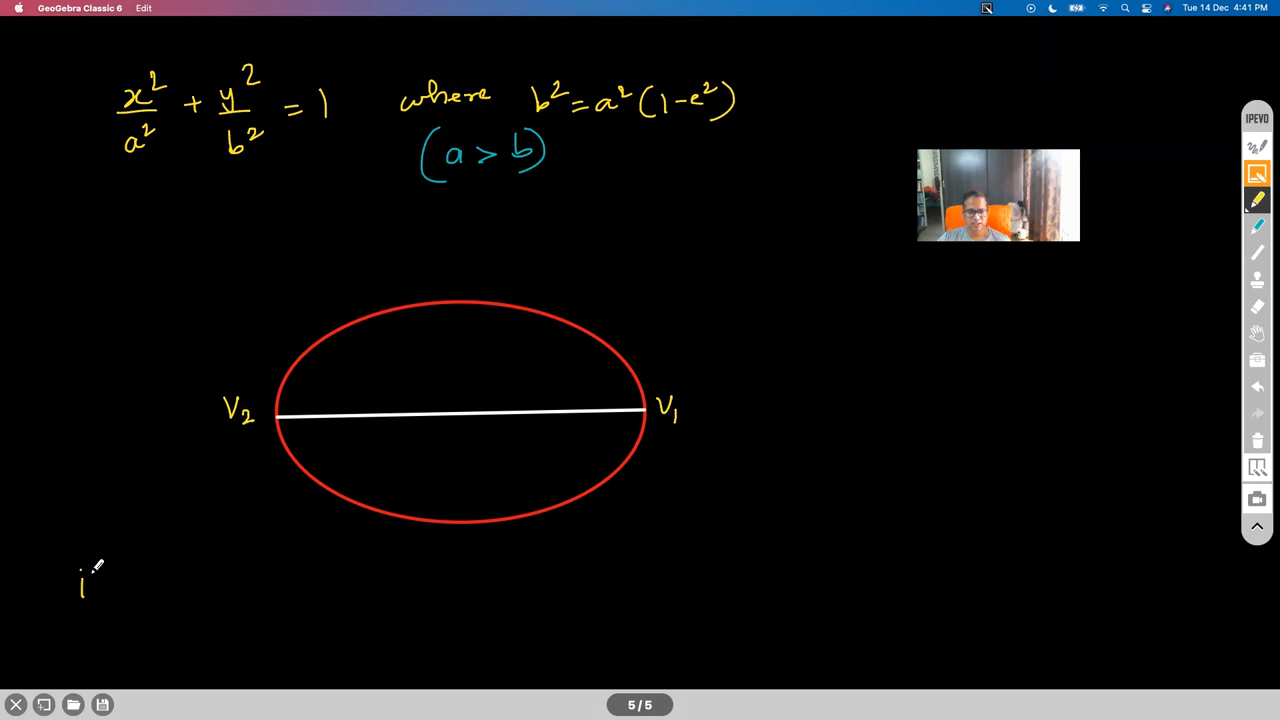 GeoGebra Classic 6 Edit Tue 14 Dec 4:41 PM
x²/a² + y²/b² = 1 where b² = a² (1-e²)
(a > b)
IPEVO
V₂ V₁
i
5 / 5